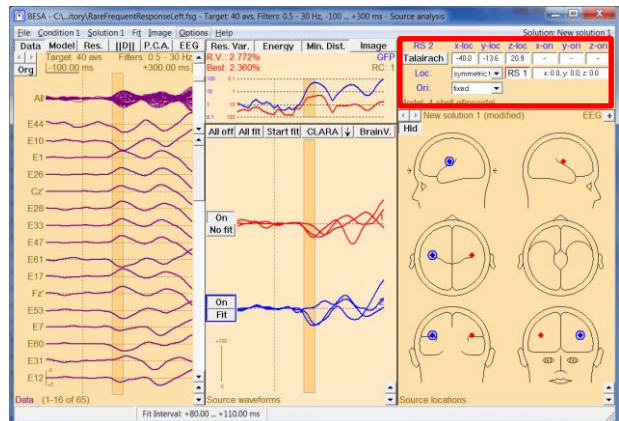 BESA - C:\...itory\RareFrequentResponseLeft.fsg - Target: 40 avs, Filters: 0.5 - 30 Hz, -100 ... +300 ms - Source analysis
File Condition 1 Solution 1 Fit Image Options Help Solution: New solution 1
Data Model Res. ||D|| P.C.A. EEG
Target: 40 avs Filters: 0.5 - 30 Hz
Org -100.00 ms +300.00 ms
All
E44
E10
E1
E26
Cz'
E28
E33
E47
E61
E17
Fz'
E53
E7
E60
E31
E12
Data (1-16 of 65)
Res. Var. Energy Min. Dist. Image
R.V.: 2.772% GFP
Best: 2.360% RC: 1
All off All fit Start fit CLARA ↓ BrainV.
On
No fit
On
Fit
+100
0
Source waveforms
RS 2 x-loc y-loc z-loc x-ori y-ori z-ori
Talairach -40.0 -13.6 20.9 - - -
Loc: symmetric t RS 1 x: 0.0, y: 0.0, z: 0.0
Ori: fixed
Model: 4 shell ellipsoidal
New solution 1 (modified) EEG +
Hld
Source locations
Fit Interval: +80.00 ... +110.00 ms